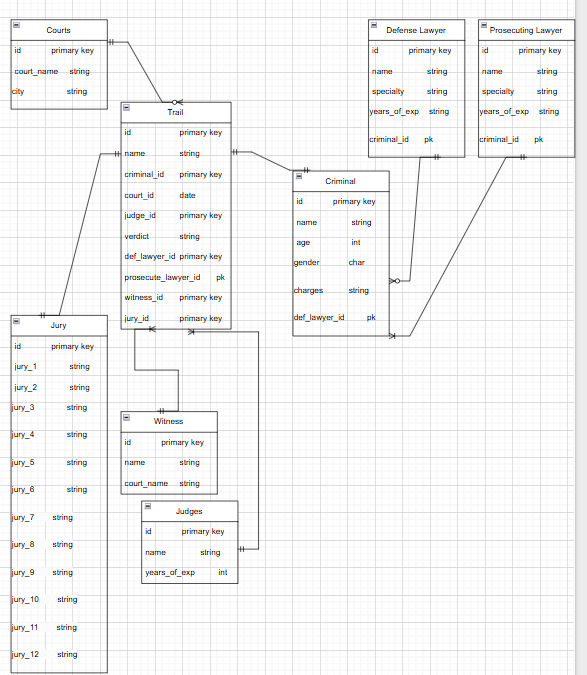 Courts
id primary key
court_name string
city string
Defense Lawyer
id primary key
name string
specialty string
years_of_exp string
criminal_id pk
Prosecuting Lawyer
id primary key
name string
specialty string
years_of_exp string
criminal_id pk
Trail
id primary key
name string
criminal_id primary key
court_id date
judge_id primary key
verdict string
def_lawyer_id primary key
prosecute_lawyer_id pk
witness_id primary key
jury_id primary key
Criminal
id primary key
name string
age int
gender char
charges string
def_lawyer_id pk
Jury
id primary key
jury_1 string
jury_2 string
jury_3 string
jury_4 string
jury_5 string
jury_6 string
jury_7 string
jury_8 string
jury_9 string
jury_10 string
jury_11 string
jury_12 string
Witness
id primary key
name string
court_name string
Judges
id primary key
name string
years_of_exp int